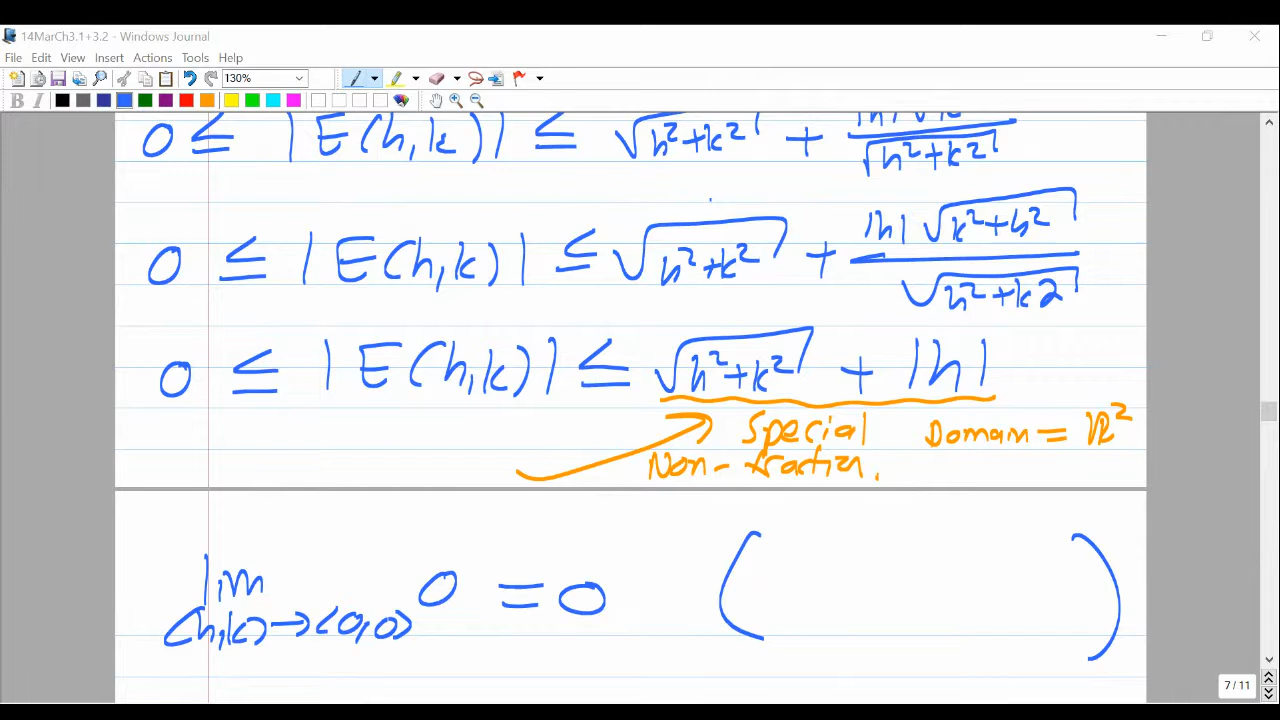 14MarCh3.1+3.2 - Windows Journal
File Edit View Insert Actions Tools Help
130%
B I
0 ≤ |E(h,k)| ≤ √(h²+k²) + |h|√k² / √(h²+k²)
0 ≤ |E(h,k)| ≤ √(h²+k²) + |h|√(k²+h²) / √(h²+k2)
0 ≤ |E(h,k)| ≤ √(h²+k²) + |h|
Special Domain = ℝ²
Non-fraction.
lim 0 = 0 ( )
(h,k)→(0,0)
7/11